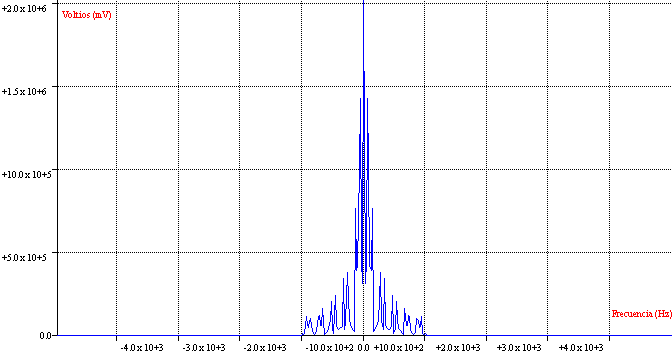 +2.0 x 10+6
Voltios (mV)
+1.5 x 10+6
+10.0 x 10+5
+5.0 x 10+5
Frecuencia (Hz)
0.0
-4.0 x 10+3 -3.0 x 10+3 -2.0 x 10+3 -10.0 x 10+2 0.0 +10.0 x 10+2 +2.0 x 10+3 +3.0 x 10+3 +4.0 x 10+3